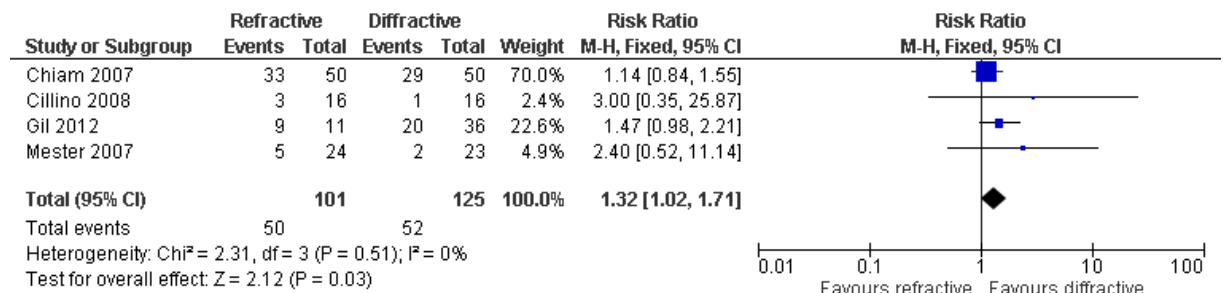 Refractive Diffractive Risk Ratio Risk Ratio
Study or Subgroup Events Total Events Total Weight M-H, Fixed, 95% CI M-H, Fixed, 95% CI
Chiam 2007 33 50 29 50 70.0% 1.14 [0.84, 1.55]
Cillino 2008 3 16 1 16 2.4% 3.00 [0.35, 25.87]
Gil 2012 9 11 20 36 22.6% 1.47 [0.98, 2.21]
Mester 2007 5 24 2 23 4.9% 2.40 [0.52, 11.14]
Total (95% CI) 101 125 100.0% 1.32 [1.02, 1.71]
Total events 50 52
Heterogeneity: Chi² = 2.31, df = 3 (P = 0.51); I² = 0%
Test for overall effect: Z = 2.12 (P = 0.03)
0.01 0.1 1 10 100
Favours refractive Favours diffractive